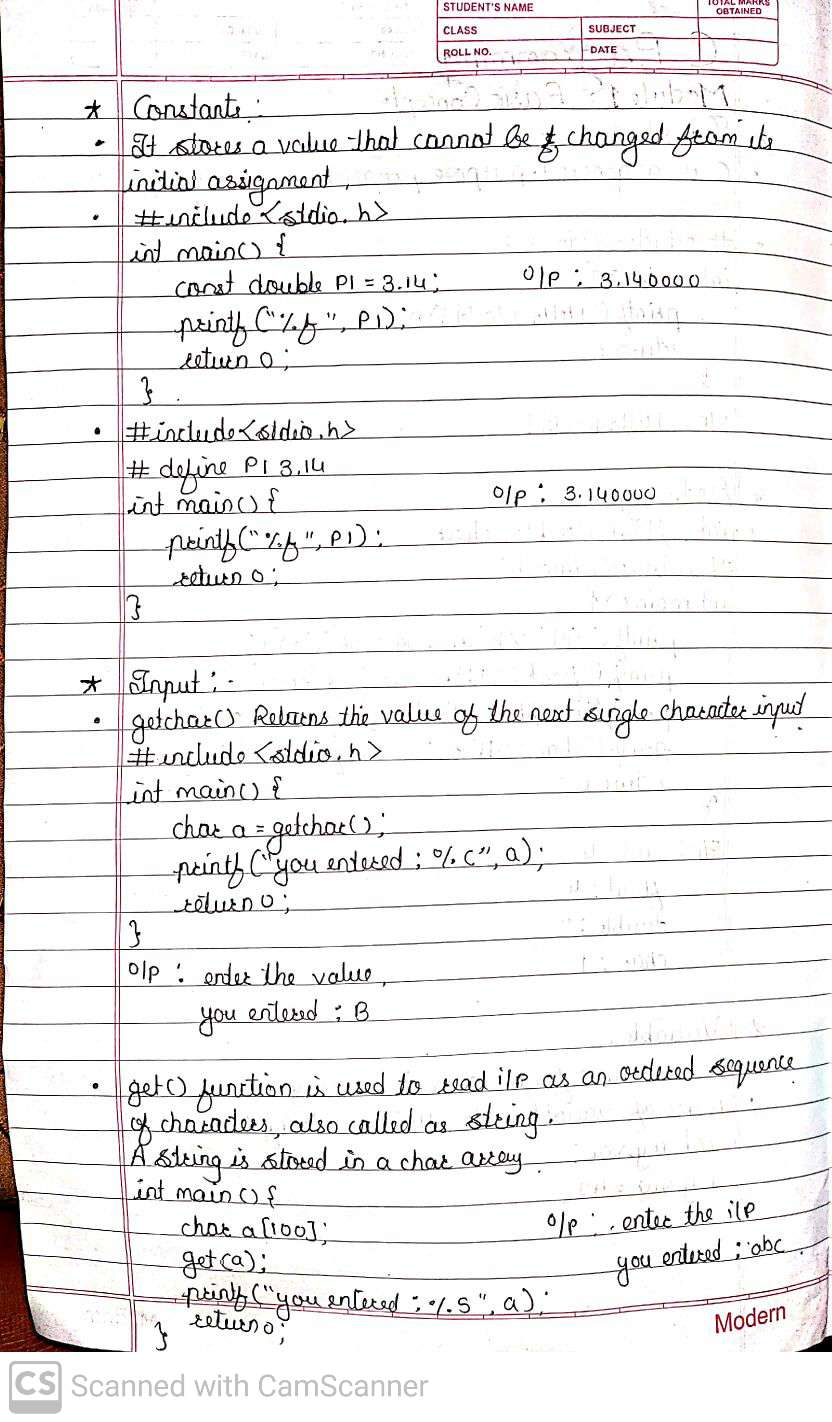 STUDENT'S NAME
TOTAL MARKS OBTAINED
CLASS SUBJECT
ROLL NO. DATE
* Constants :
• It stores a value that cannot be changed from its
initial assignment,
• #include <stdio.h>
int main() {
const double PI = 3.14; O/P : 3.140000
printf ("%f", PI);
return 0;
}
• #include<stdio.h>
# define PI 3.14
int main() { O/P : 3.140000
printf("%f", PI);
return 0;
}
* Input :-
• getchar() Returns the value of the next single character input
#include <stdio.h>
int main() {
char a = getchar();
printf ("you entered : %c", a);
return 0;
}
O/P : enter the value,
you entered : B
• get() function is used to read i/P as an ordered sequence
of characters, also called as string.
A string is stored in a char array
int main() {
char a[100]; O/P : enter the i/P
get(a); you entered : abc
printf ("you entered : %s", a);
return 0;
}
Modern
CS Scanned with CamScanner